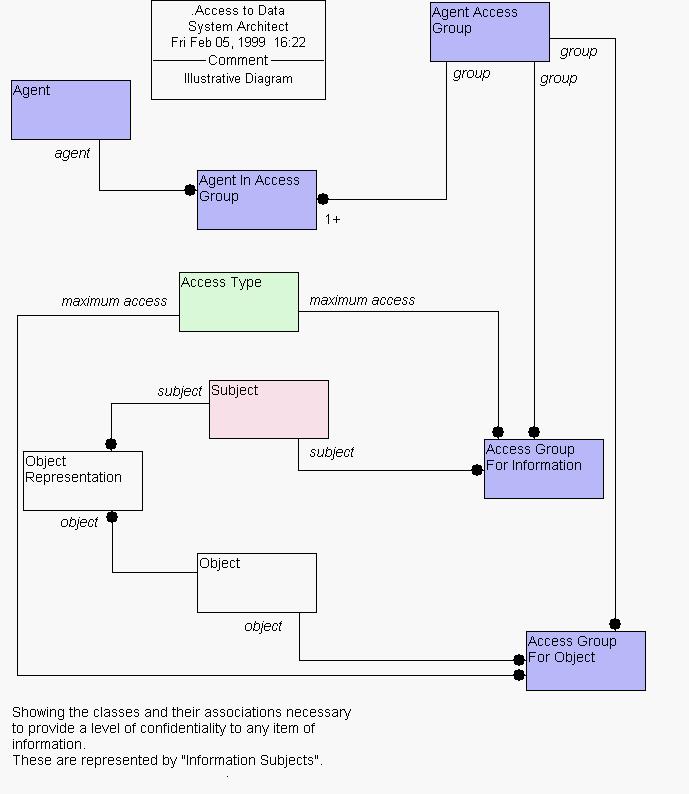 .Access to Data
System Architect
Fri Feb 05, 1999 16:22
Comment
Illustrative Diagram
Agent Access
Group
group
group
group
Agent
agent
Agent In Access
Group
1+
Access Type
maximum access
maximum access
subject
Subject
subject
Object
Representation
Access Group
For Information
object
Object
object
Access Group
For Object
Showing the classes and their associations necessary
to provide a level of confidentiality to any item of
information.
These are represented by "Information Subjects".
.